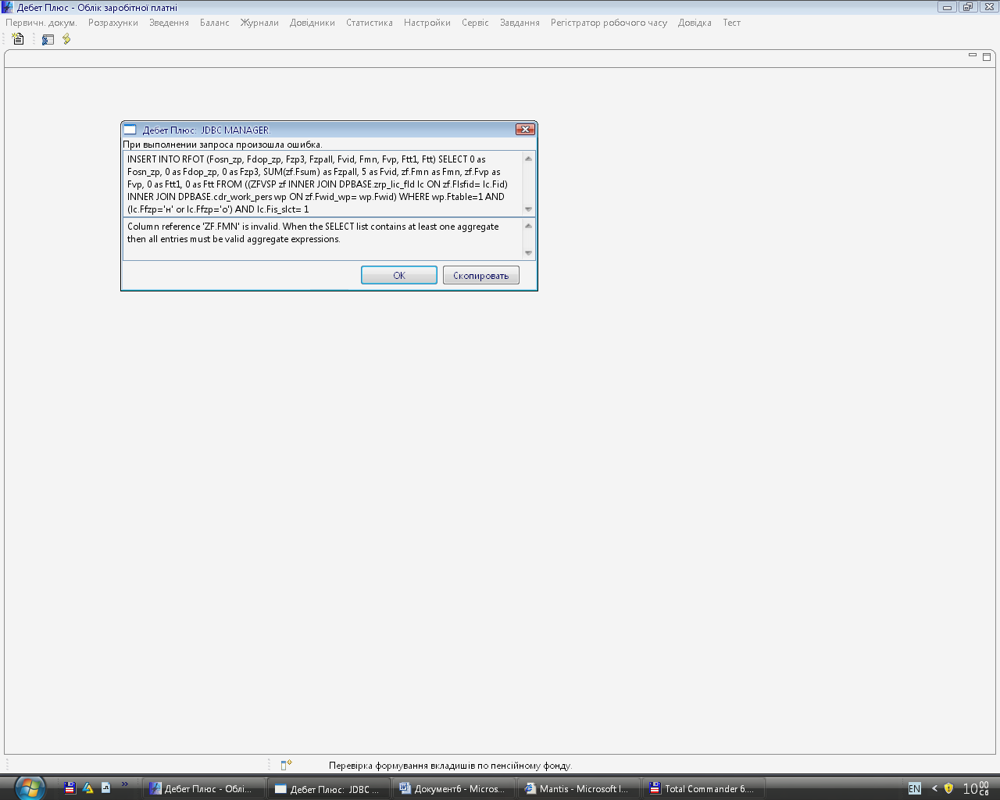 Дебет Плюс - Облік заробітної платні
Первичн. докум. Розрахунки Зведення Баланс Журнали Довідники Статистика Настройки Сервіс Завдання Регістратор робочого часу Довідка Тест
Дебет Плюс: JDBC MANAGER.
При выполнении запроса произошла ошибка.
INSERT INTO RFOT (Fosn_zp, Fdop_zp, Fzp3, Fzpall, Fvid, Fmn, Fvp, Ftt1, Ftt) SELECT 0 as
Fosn_zp, 0 as Fdop_zp, 0 as Fzp3, SUM(zf.Fsum) as Fzpall, 5 as Fvid, zf.Fmn as Fmn, zf.Fvp as
Fvp, 0 as Ftt1, 0 as Ftt FROM ((ZFVSP zf INNER JOIN DPBASE.zrp_lic_fld lc ON zf.Flsfid= lc.Fid)
INNER JOIN DPBASE.cdr_work_pers wp ON zf.Fwid_wp= wp.Fwid) WHERE wp.Ftable=1 AND
(lc.Ffzp='н' or lc.Ffzp='о') AND lc.Fis_slct= 1
Column reference 'ZF.FMN' is invalid. When the SELECT list contains at least one aggregate
then all entries must be valid aggregate expressions.
OK Скопировать
Перевірка формування вкладишів по пенсійному фонду.
Дебет Плюс - Облі... Дебет Плюс: JDBC ... Документ6 - Micros... Mantis - Microsoft I... Total Commander 6.... EN 10 00 Сб